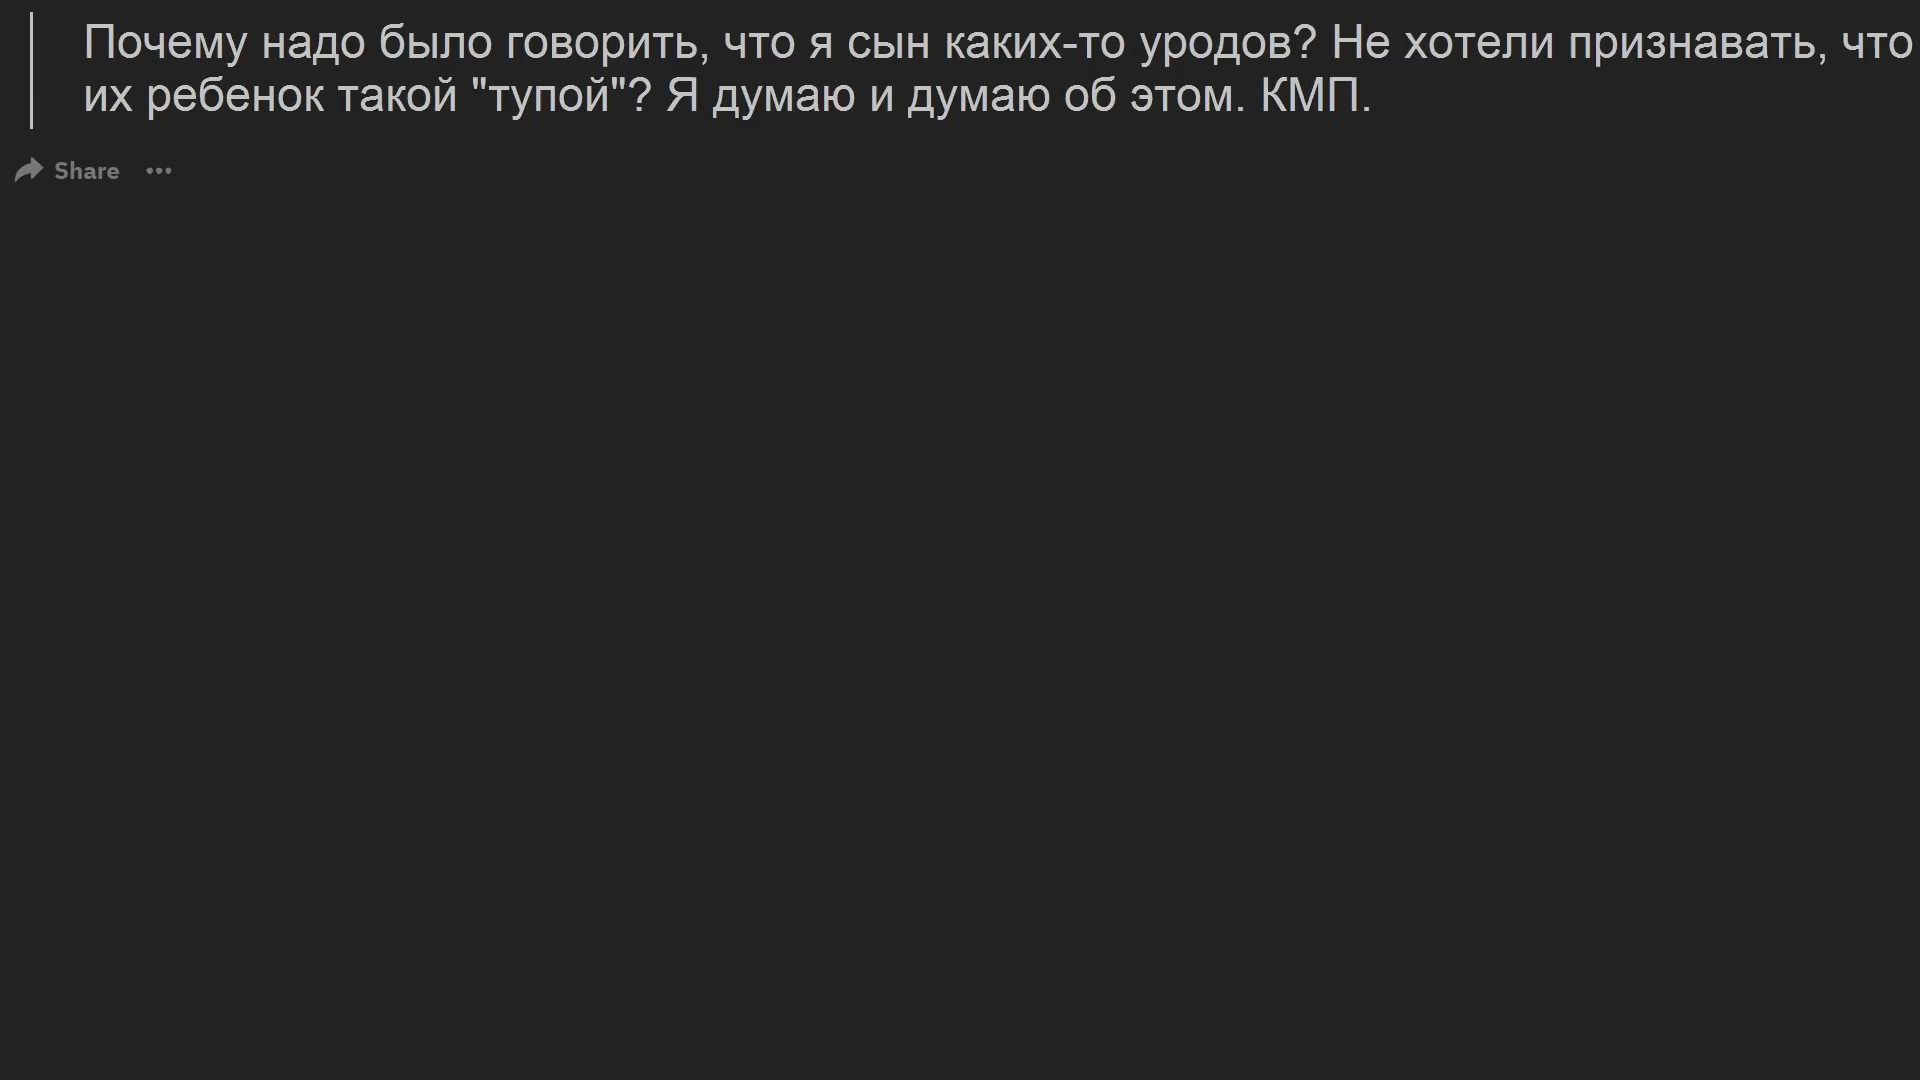 Почему надо было говорить, что я сын каких-то уродов? Не хотели признавать, что
их ребенок такой "тупой"? Я думаю и думаю об этом. КМП.
Share